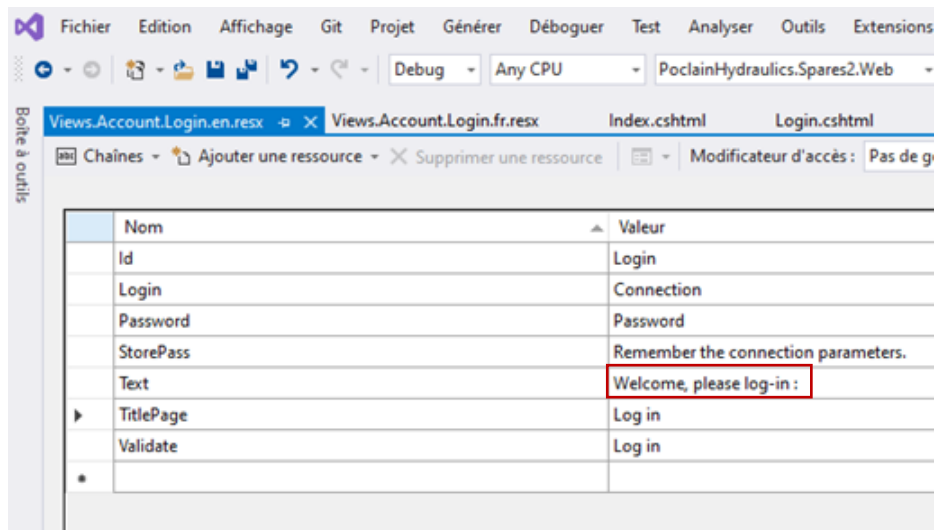 Fichier Edition Affichage Git Projet Générer Déboguer Test Analyser Outils Extensions
Debug Any CPU PoclainHydraulics.Spares2.Web
Boîte à outils
Views.Account.Login.en.resx Views.Account.Login.fr.resx Index.cshtml Login.cshtml
abc Chaînes Ajouter une ressource Supprimer une ressource Modificateur d'accès : Pas de g
Nom Valeur
Id Login
Login Connection
Password Password
StorePass Remember the connection parameters.
Text Welcome, please log-in :
TitlePage Log in
Validate Log in